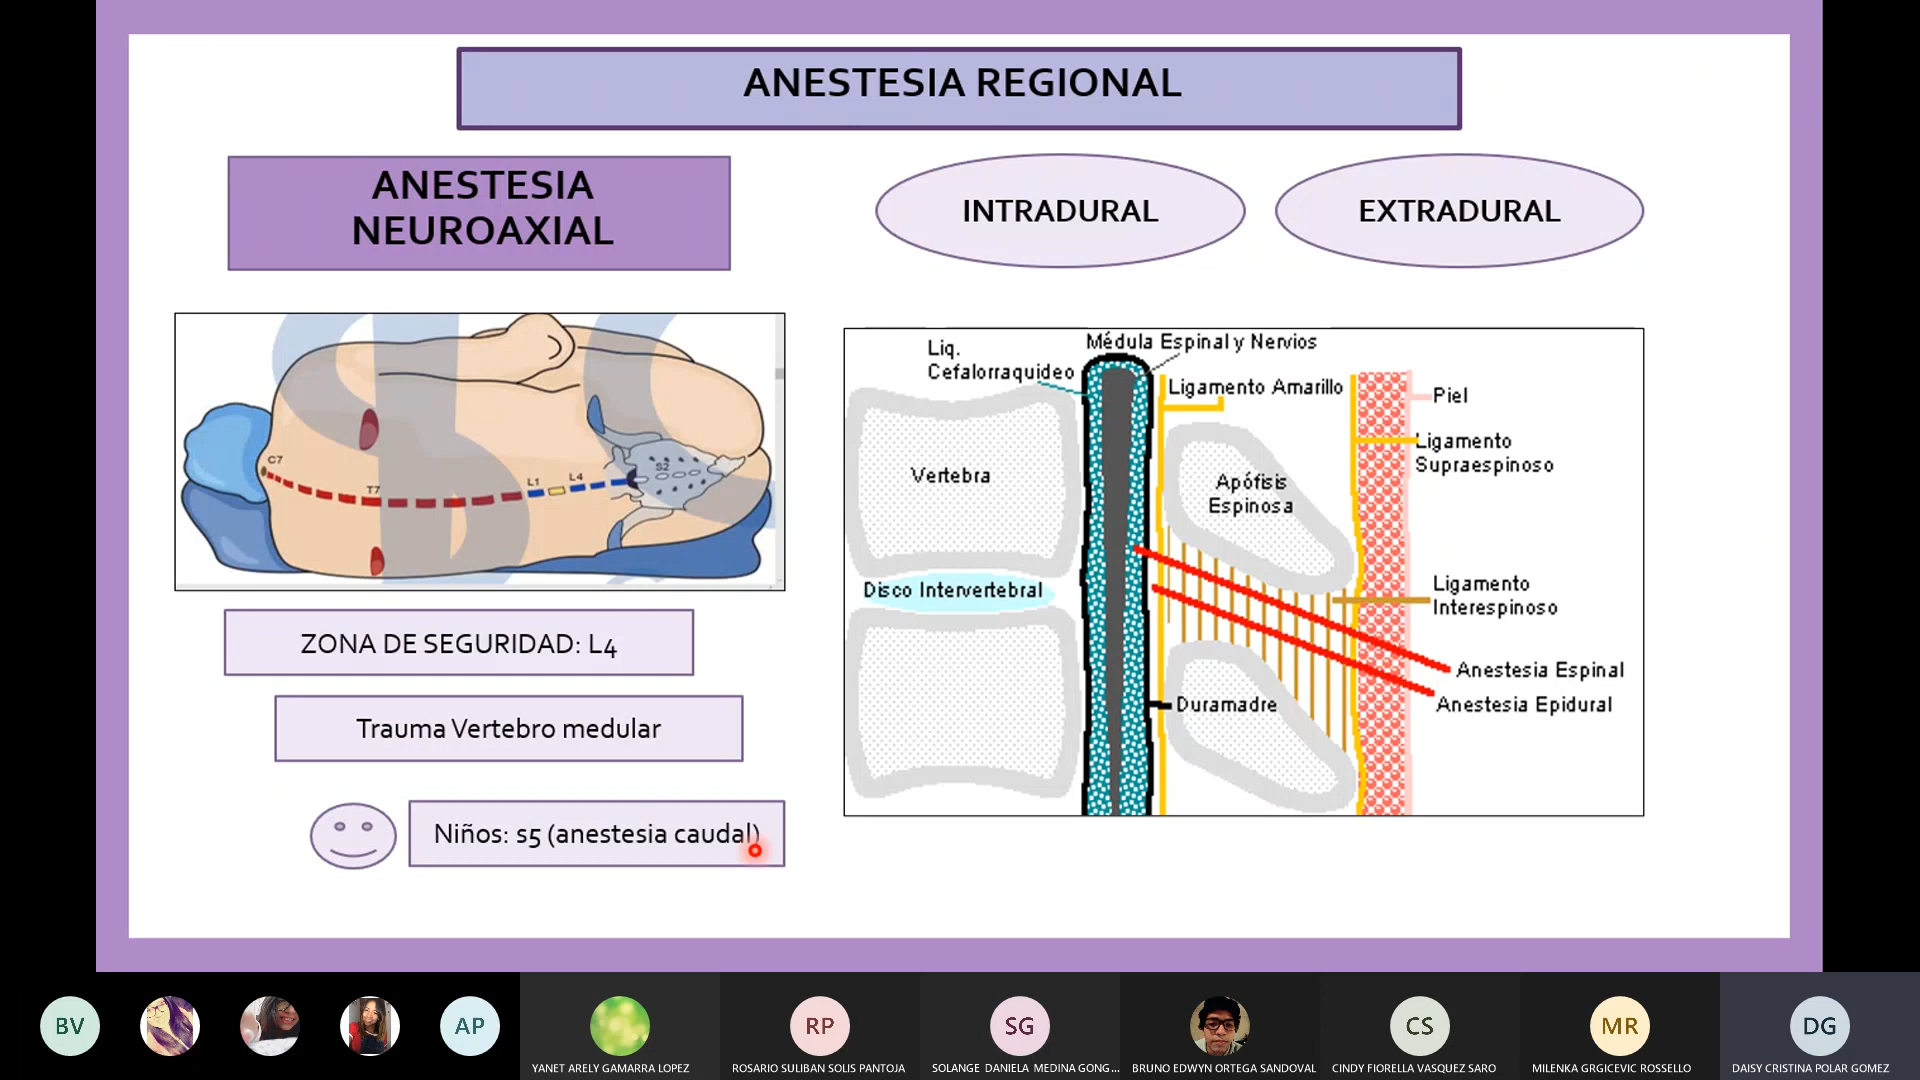 ANESTESIA REGIONAL
ANESTESIA
NEUROAXIAL
INTRADURAL
EXTRADURAL
C7
T7
L1
L4
S2
ZONA DE SEGURIDAD: L4
Trauma Vertebro medular
Niños: s5 (anestesia caudal)
Liq.
Cefalorraquideo
Médula Espinal y Nervios
Ligamento Amarillo
Piel
Ligamento
Supraespinoso
Vertebra
Apófisis
Espinosa
Disco Intervertebral
Ligamento
Interespinoso
Anestesia Espinal
Anestesia Epidural
Duramadre
BV
AP
RP
SG
CS
MR
DG
YANET ARELY GAMARRA LOPEZ
ROSARIO SULIBAN SOLIS PANTOJA
SOLANGE DANIELA MEDINA GONG...
BRUNO EDWYN ORTEGA SANDOVAL
CINDY FIORELLA VASQUEZ SARO
MILENKA GRGICEVIC ROSSELLO
DAISY CRISTINA POLAR GOMEZ